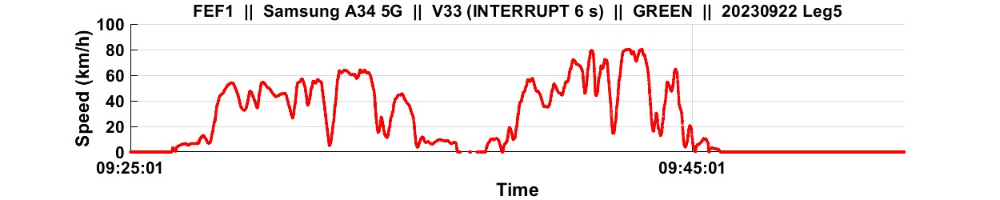 FEF1 || Samsung A34 5G || V33 (INTERRUPT 6 s) || GREEN || 20230922 Leg5
Speed (km/h)
100
80
60
40
20
0
09:25:01 09:45:01
Time